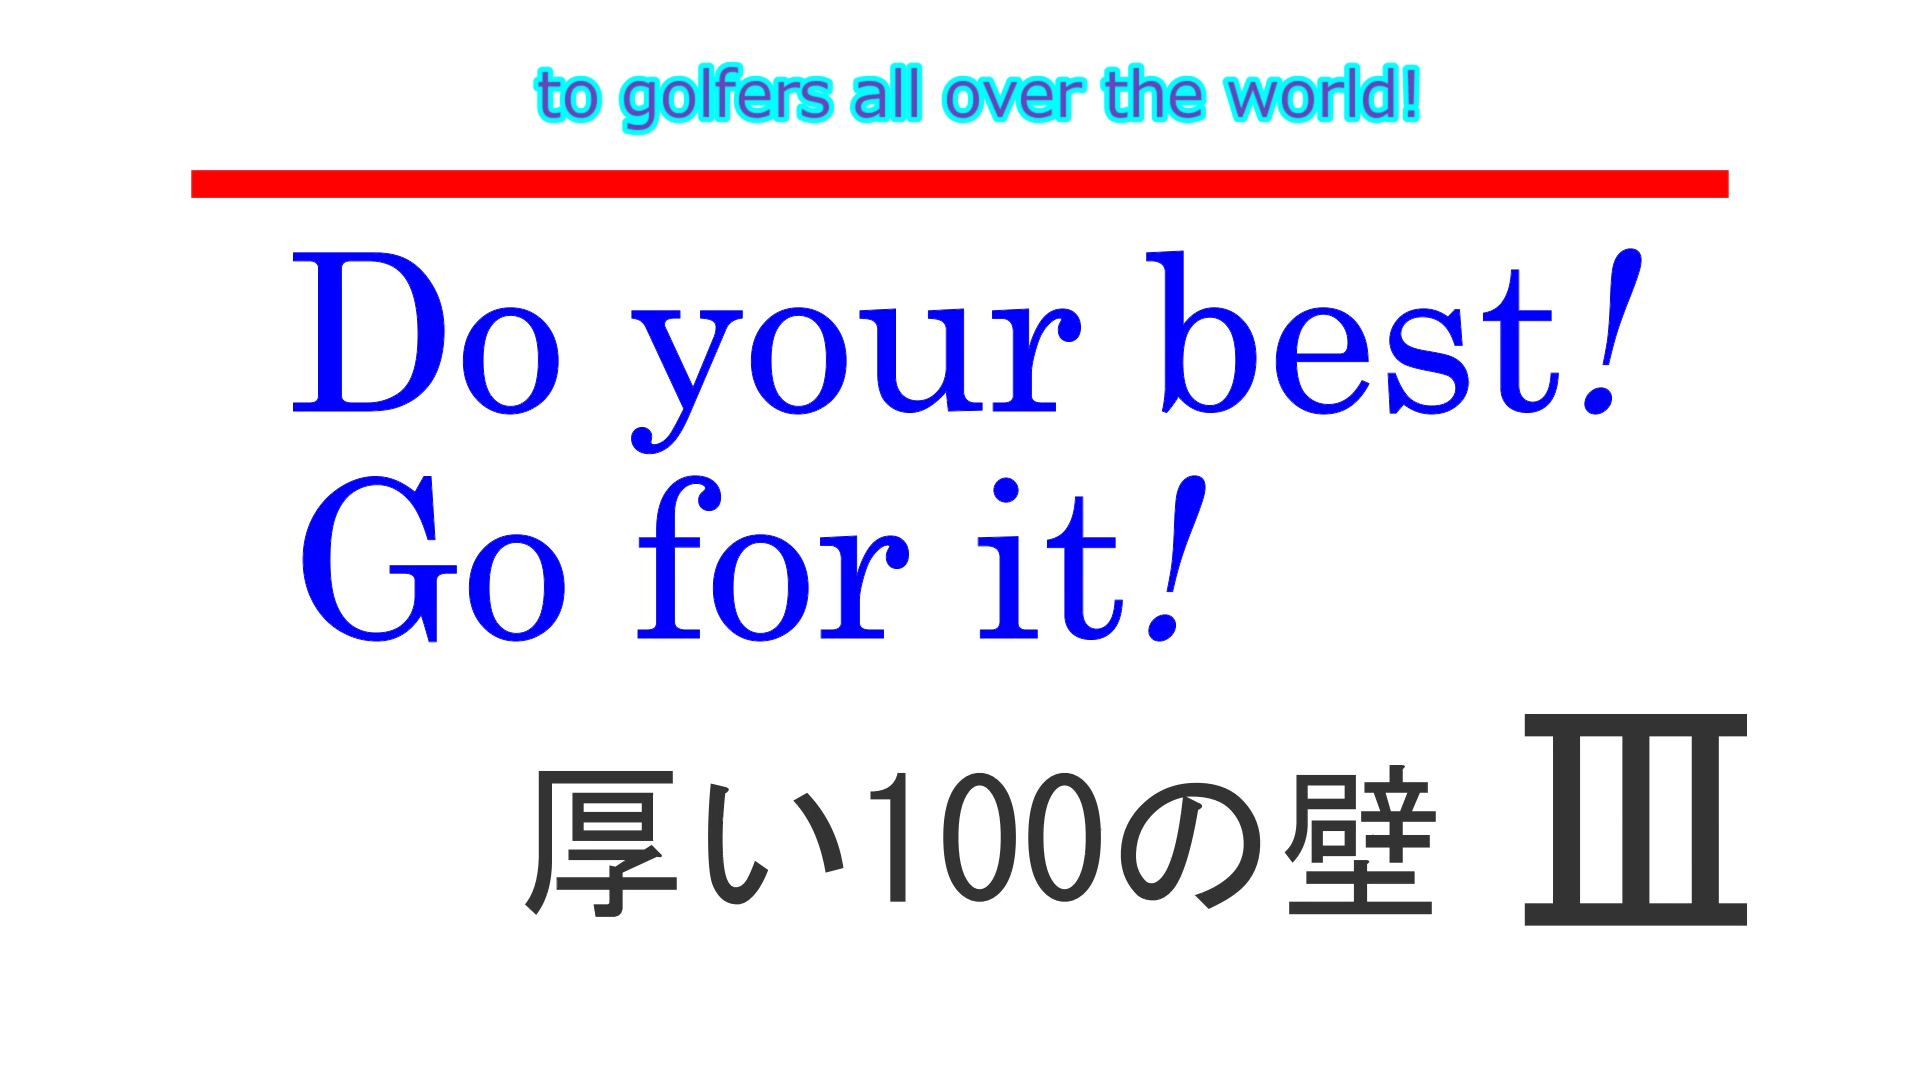 to golfers all over the world!
Do your best!
Go for it!
厚い100の壁 Ⅲ